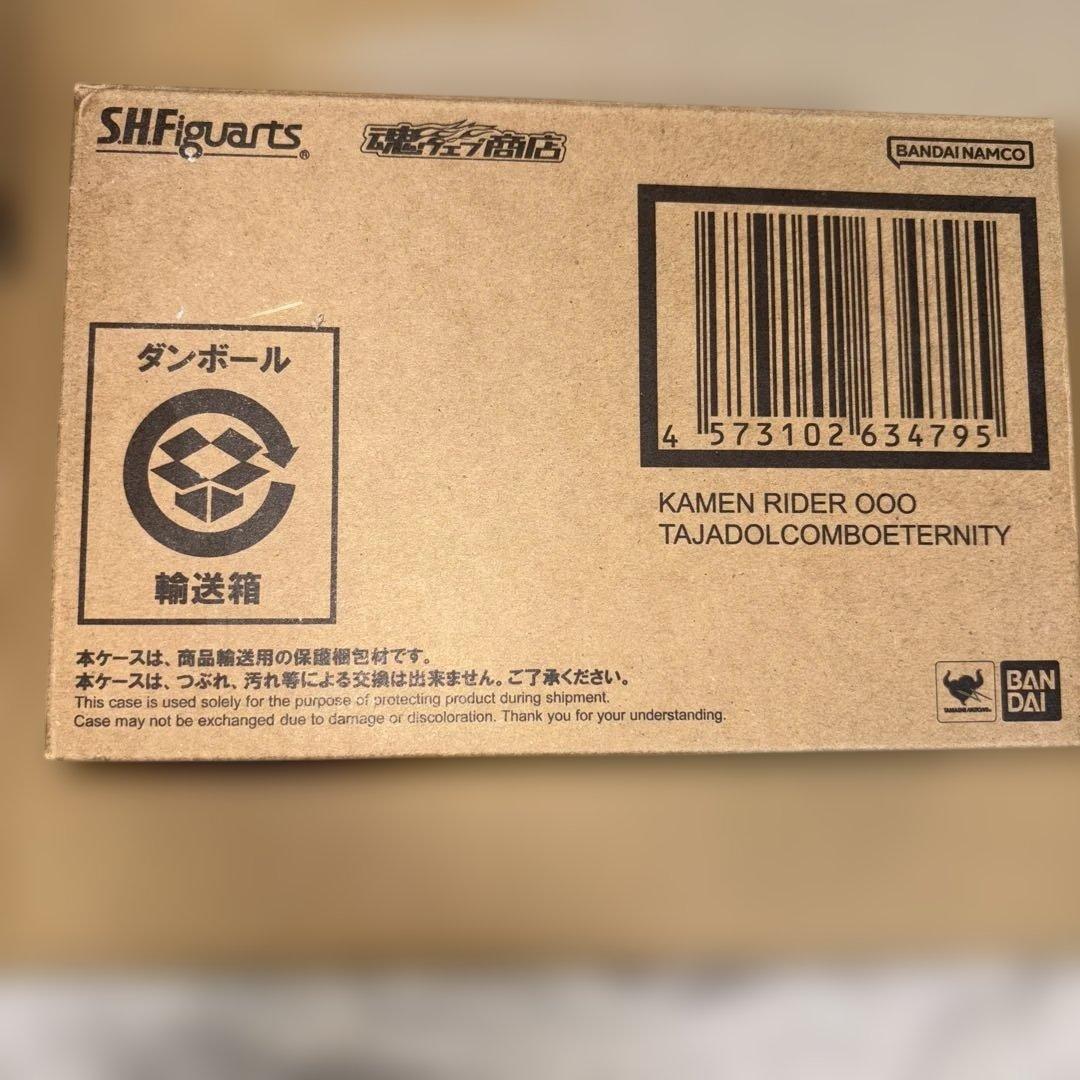 S.H.Figuarts®
魂ウェブ商店
BANDAI NAMCO
4 573102 634795
KAMEN RIDER OOO
TAJADOLCOMBOETERNITY
ダンボール
輸送箱
本ケースは、商品輸送用の保護梱包材です。
本ケースは、つぶれ、汚れ等による交換は出来ません。ご了承ください。
This case is used solely for the purpose of protecting product during shipment.
Case may not be exchanged due to damage or discoloration. Thank you for your understanding.
TAMASHII NATIONS
BAN
DAI